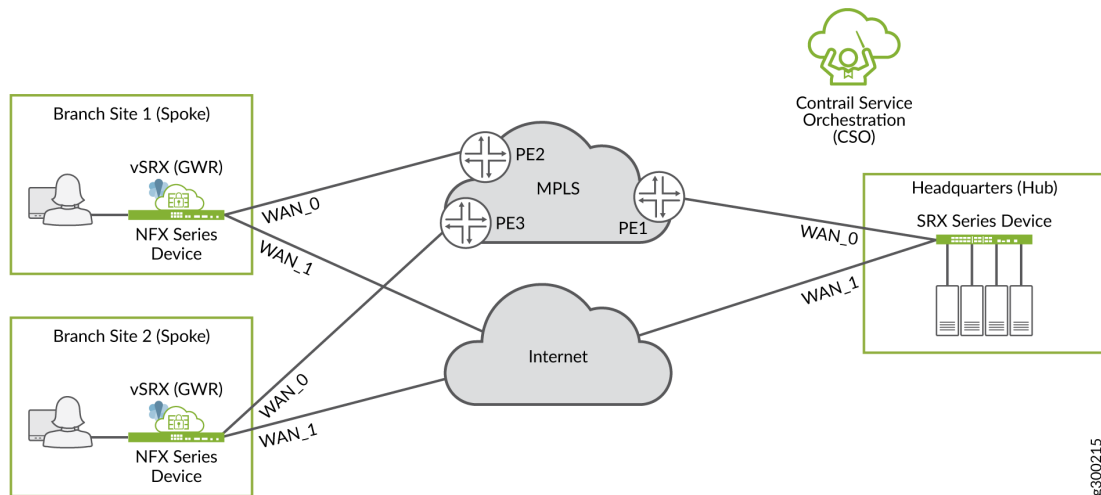 Contrail Service
Orchestration
(CSO)
Branch Site 1 (Spoke)
vSRX (GWR)
NFX Series
Device
WAN_0
WAN_1
PE2
MPLS
PE3
PE1
Headquarters (Hub)
SRX Series Device
WAN_0
WAN_1
Internet
Branch Site 2 (Spoke)
vSRX (GWR)
NFX Series
Device
WAN_0
WAN_1
g300215